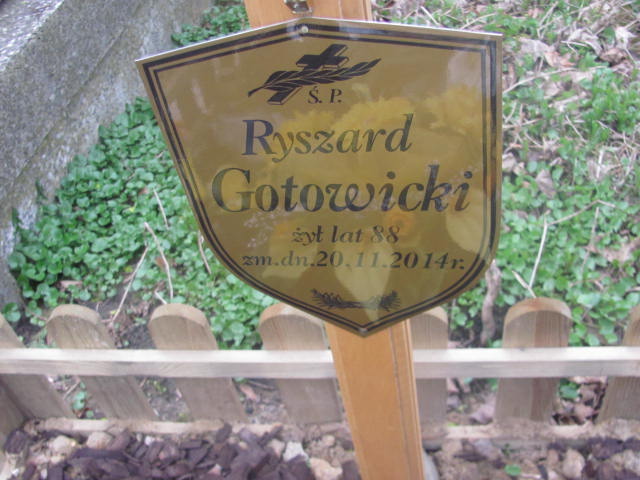 Ś. P.
Ryszard
Gotowicki
żył lat 88
zm.dn.20.11.2014r.